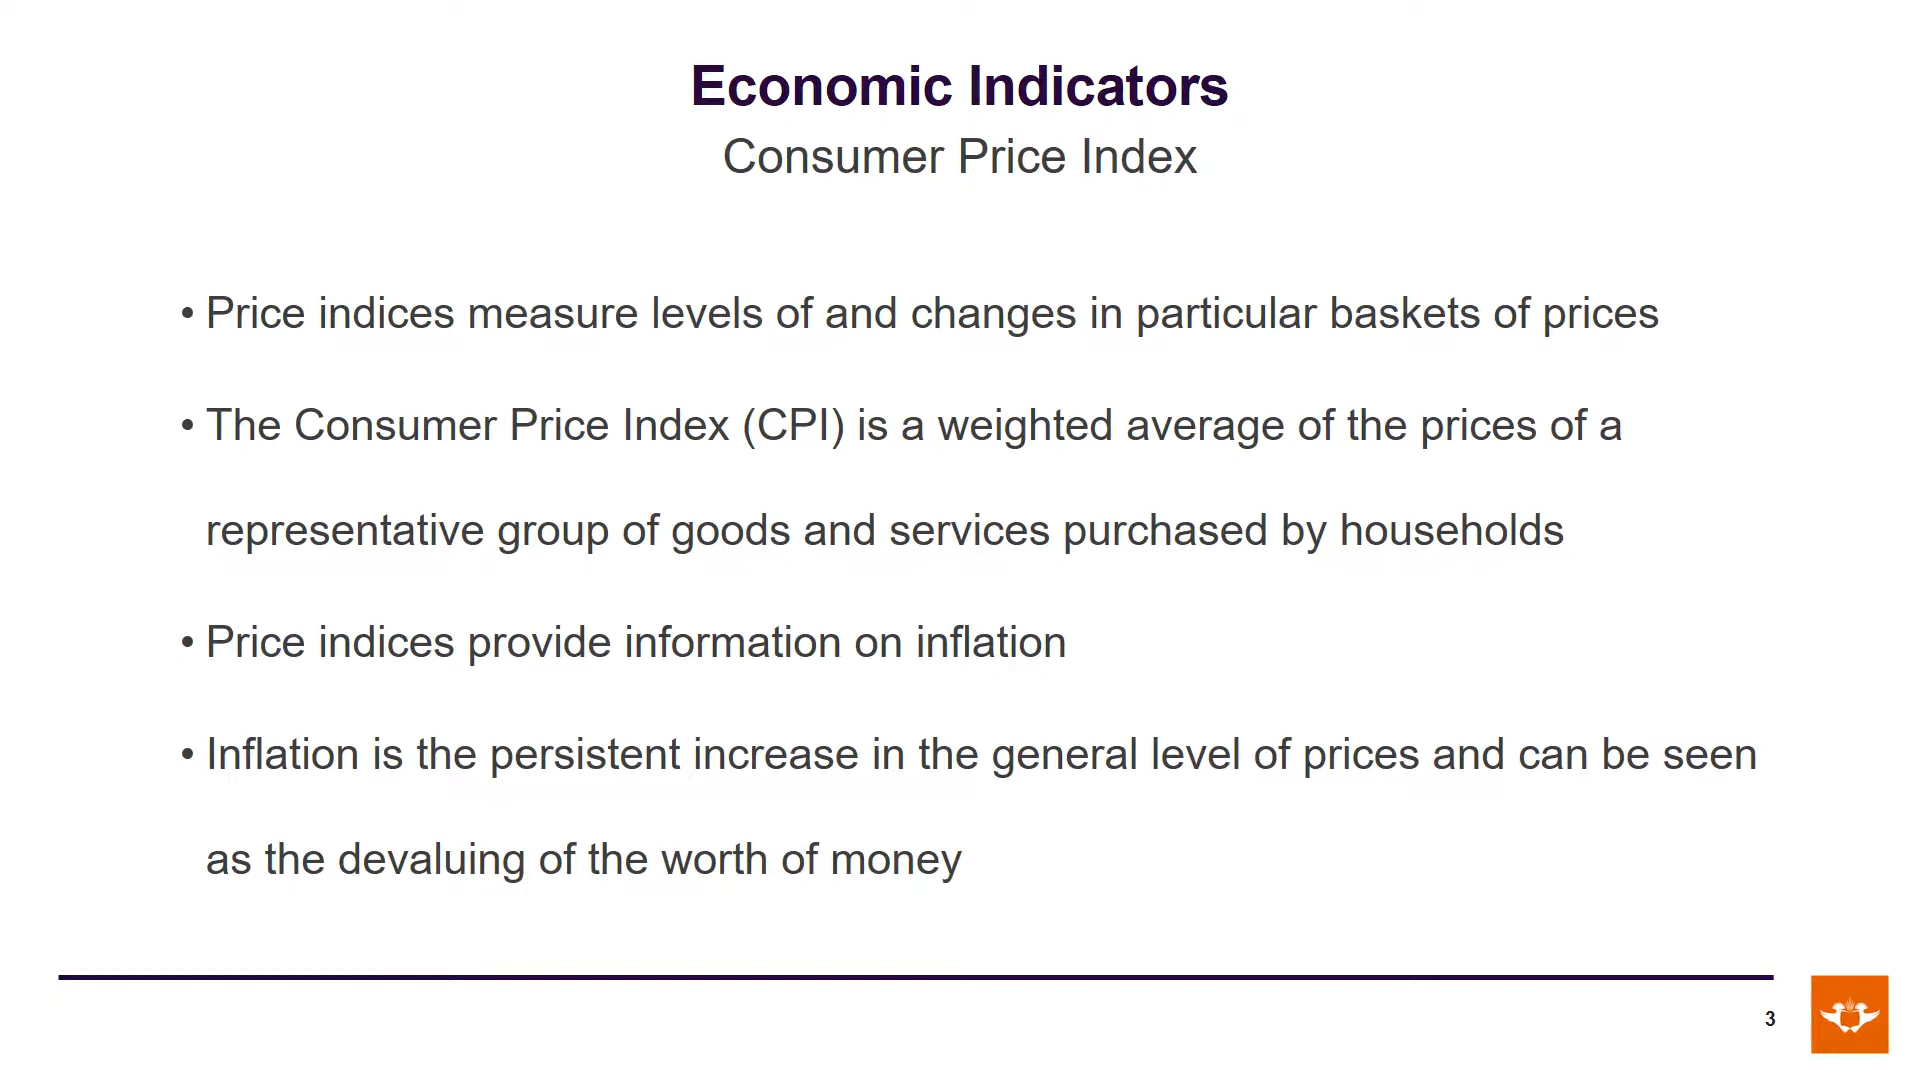 Economic Indicators
Consumer Price Index
• Price indices measure levels of and changes in particular baskets of prices
• The Consumer Price Index (CPI) is a weighted average of the prices of a
representative group of goods and services purchased by households
• Price indices provide information on inflation
• Inflation is the persistent increase in the general level of prices and can be seen
as the devaluing of the worth of money
3